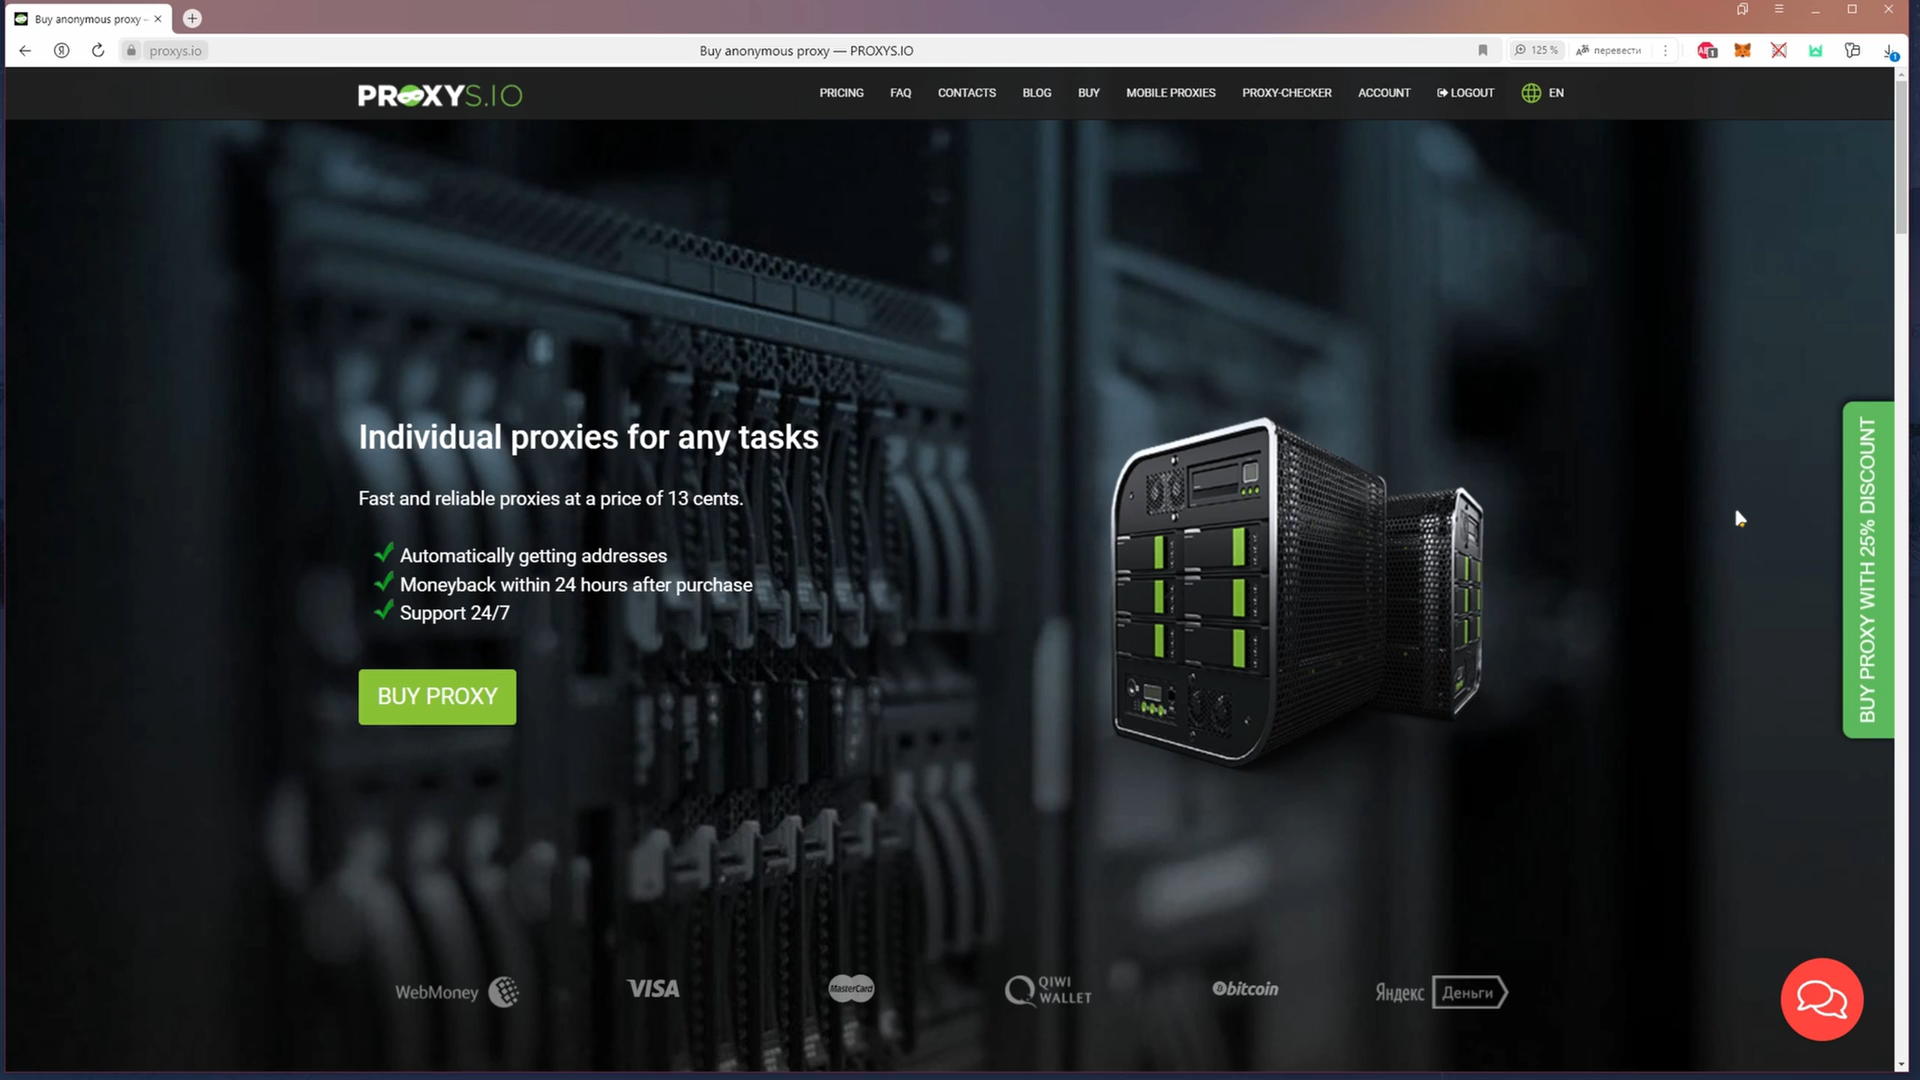 Buy anonymous proxy –
proxys.io
Buy anonymous proxy — PROXYS.IO
125 %
перевести
1
PROXYS.IO
PRICING
FAQ
CONTACTS
BLOG
BUY
MOBILE PROXIES
PROXY-CHECKER
ACCOUNT
LOGOUT
EN
Individual proxies for any tasks
Fast and reliable proxies at a price of 13 cents.
Automatically getting addresses
Moneyback within 24 hours after purchase
Support 24/7
BUY PROXY
BUY PROXY WITH 25% DISCOUNT
WebMoney
VISA
MasterCard
QIWI
WALLET
bitcoin
Яндекс Деньги